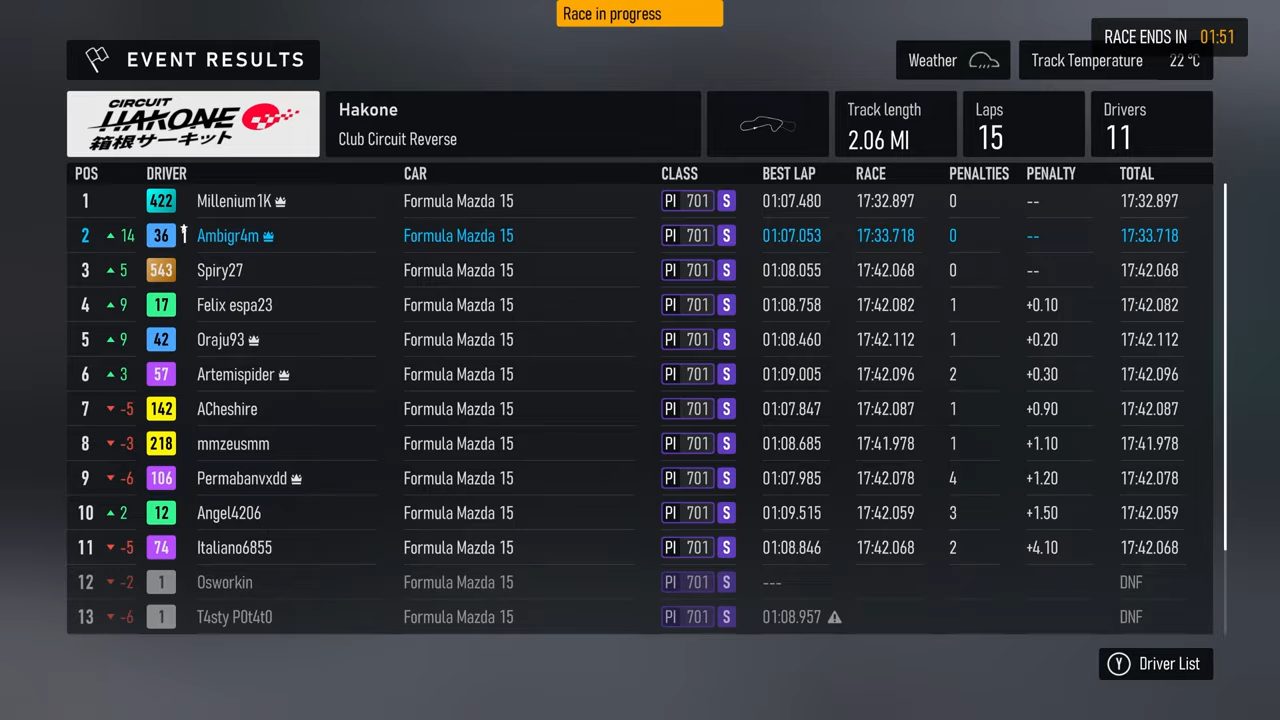 Race in progress
RACE ENDS IN 01:51
EVENT RESULTS
Weather
Track Temperature 22 °C
CIRCUIT
HAKONE
箱根サーキット
Hakone
Club Circuit Reverse
Track length
2.06 MI
Laps
15
Drivers
11
POS DRIVER CAR CLASS BEST LAP RACE PENALTIES PENALTY TOTAL
1 422 Millenium1K Formula Mazda 15 PI 701 S 01:07.480 17:32.897 0 -- 17:32.897
2 14 36 Ambigr4m Formula Mazda 15 PI 701 S 01:07.053 17:33.718 0 -- 17:33.718
3 5 543 Spiry27 Formula Mazda 15 PI 701 S 01:08.055 17:42.068 0 -- 17:42.068
4 9 17 Felix espa23 Formula Mazda 15 PI 701 S 01:08.758 17:42.082 1 +0.10 17:42.082
5 9 42 Oraju93 Formula Mazda 15 PI 701 S 01:08.460 17:42.112 1 +0.20 17:42.112
6 3 57 Artemispider Formula Mazda 15 PI 701 S 01:09.005 17:42.096 2 +0.30 17:42.096
7 -5 142 ACheshire Formula Mazda 15 PI 701 S 01:07.847 17:42.087 1 +0.90 17:42.087
8 -3 218 mmzeusmm Formula Mazda 15 PI 701 S 01:08.685 17:41.978 1 +1.10 17:41.978
9 -6 106 Permabanvxdd Formula Mazda 15 PI 701 S 01:07.985 17:42.078 4 +1.20 17:42.078
10 2 12 Angel4206 Formula Mazda 15 PI 701 S 01:09.515 17:42.059 3 +1.50 17:42.059
11 -5 74 Italiano6855 Formula Mazda 15 PI 701 S 01:08.846 17:42.068 2 +4.10 17:42.068
12 -2 1 Osworkin Formula Mazda 15 PI 701 S --- DNF
13 -6 1 T4sty P0t4t0 Formula Mazda 15 PI 701 S 01:08.957 DNF
Y Driver List